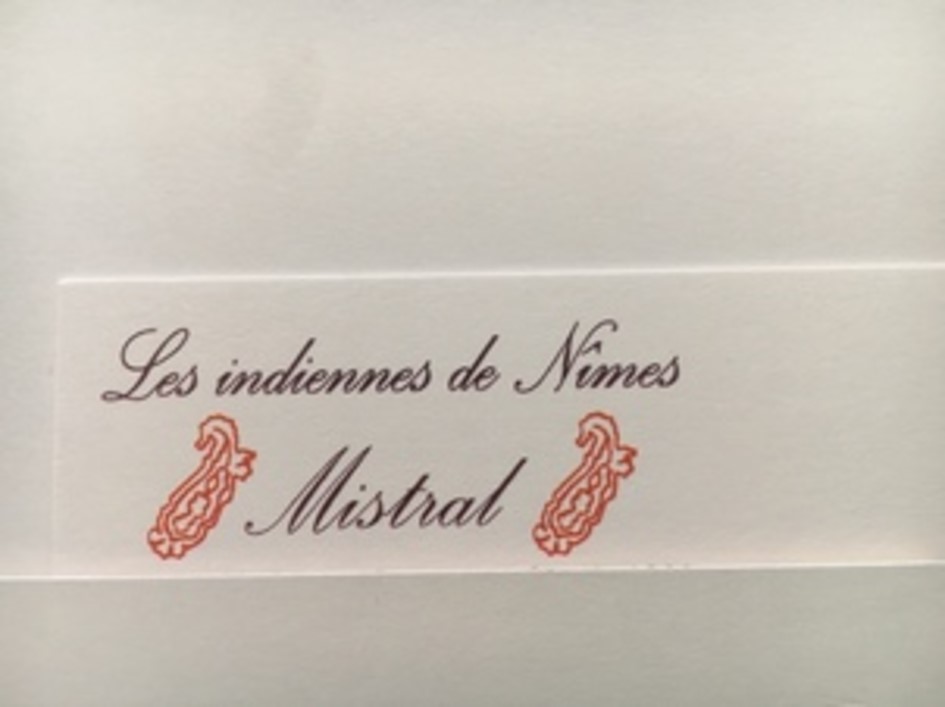 Les indiennes de Nîmes
Mistral